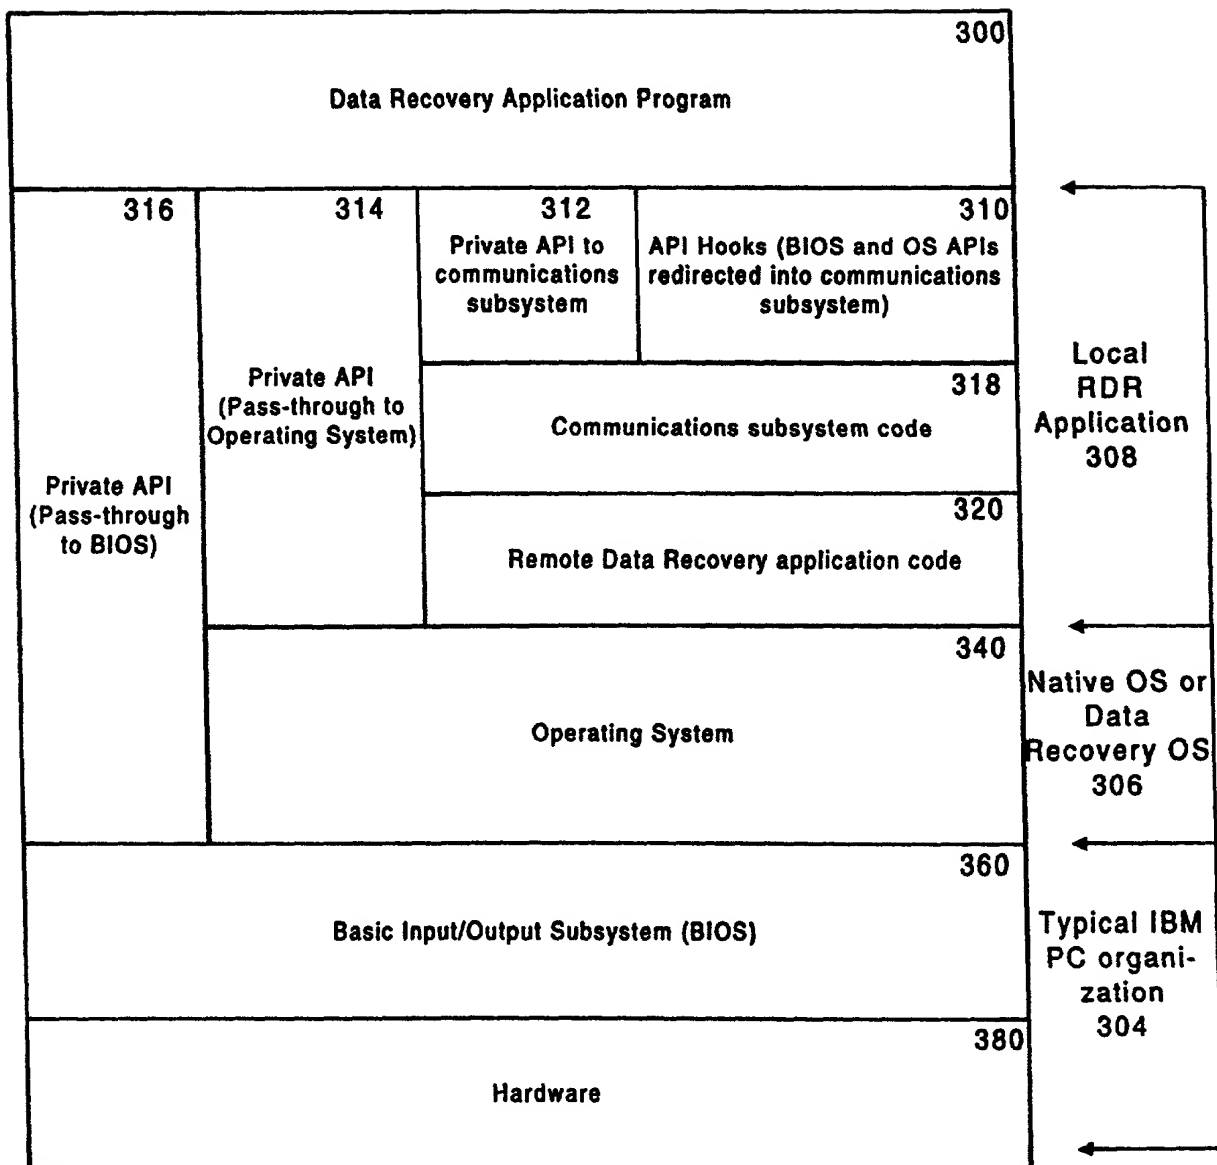 300
Data Recovery Application Program
316
314
312
310
Private API to
communications
subsystem
API Hooks (BIOS and OS APIs
redirected into communications
subsystem)
Private API
(Pass-through to
Operating System)
318
Communications subsystem code
Local
RDR
Application
308
Private API
(Pass-through
to BIOS)
320
Remote Data Recovery application code
340
Operating System
Native OS or
Data
Recovery OS
306
360
Basic Input/Output Subsystem (BIOS)
Typical IBM
PC organi-
zation
304
380
Hardware